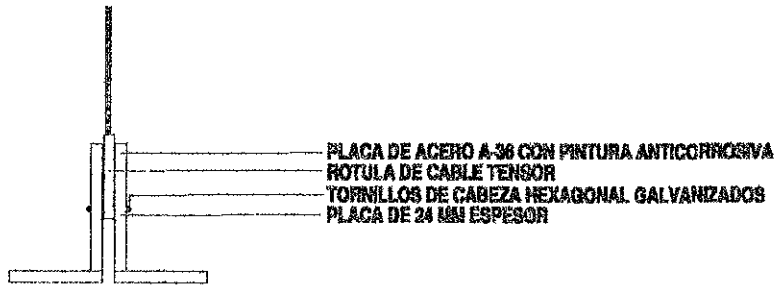 PLACA DE ACERO A-36 CON PINTURA ANTICORROSIVA
ROTULA DE CABLE TENSOR
TORNILLOS DE CABEZA HEXAGONAL GALVANIZADOS
PLACA DE 24 MM ESPESOR